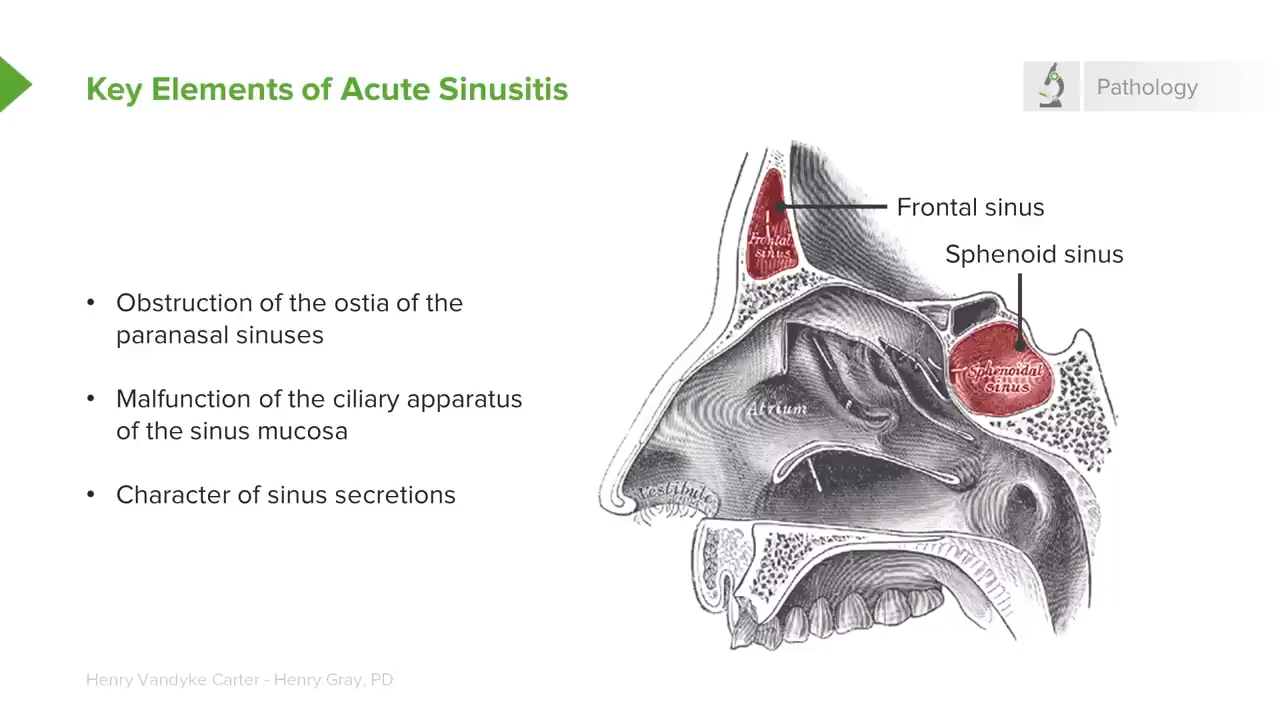 Key Elements of Acute Sinusitis
Pathology
Frontal sinus
Sphenoid sinus
• Obstruction of the ostia of the
paranasal sinuses
• Malfunction of the ciliary apparatus
of the sinus mucosa
• Character of sinus secretions
Frontal
sinus
Sphenoidal
sinus
Atrium
Vestibule
Henry Vandyke Carter - Henry Gray, PD